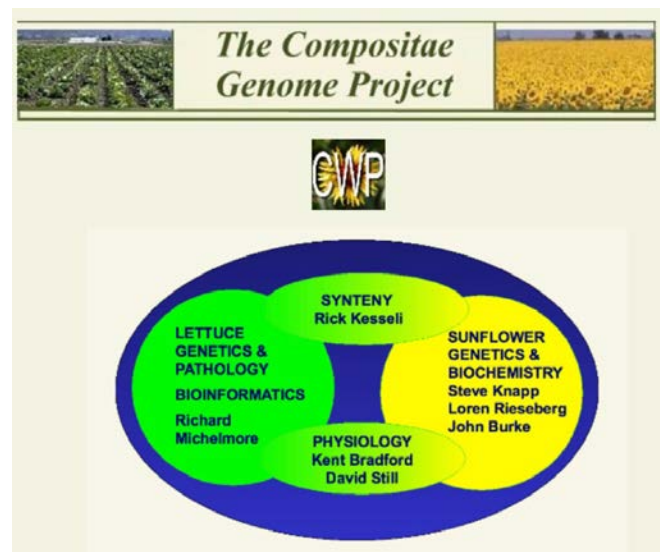 The Compositae
Genome Project
CWP
SYNTENY
Rick Kesseli
LETTUCE
GENETICS &
PATHOLOGY
BIOINFORMATICS
Richard
Michelmore
SUNFLOWER
GENETICS &
BIOCHEMISTRY
Steve Knapp
Loren Rieseberg
John Burke
PHYSIOLOGY
Kent Bradford
David Still